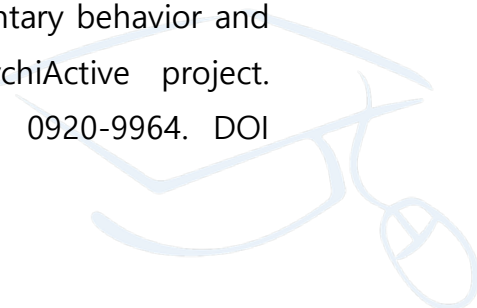 ntary behavior and
rchiActive project.
0920-9964. DOI